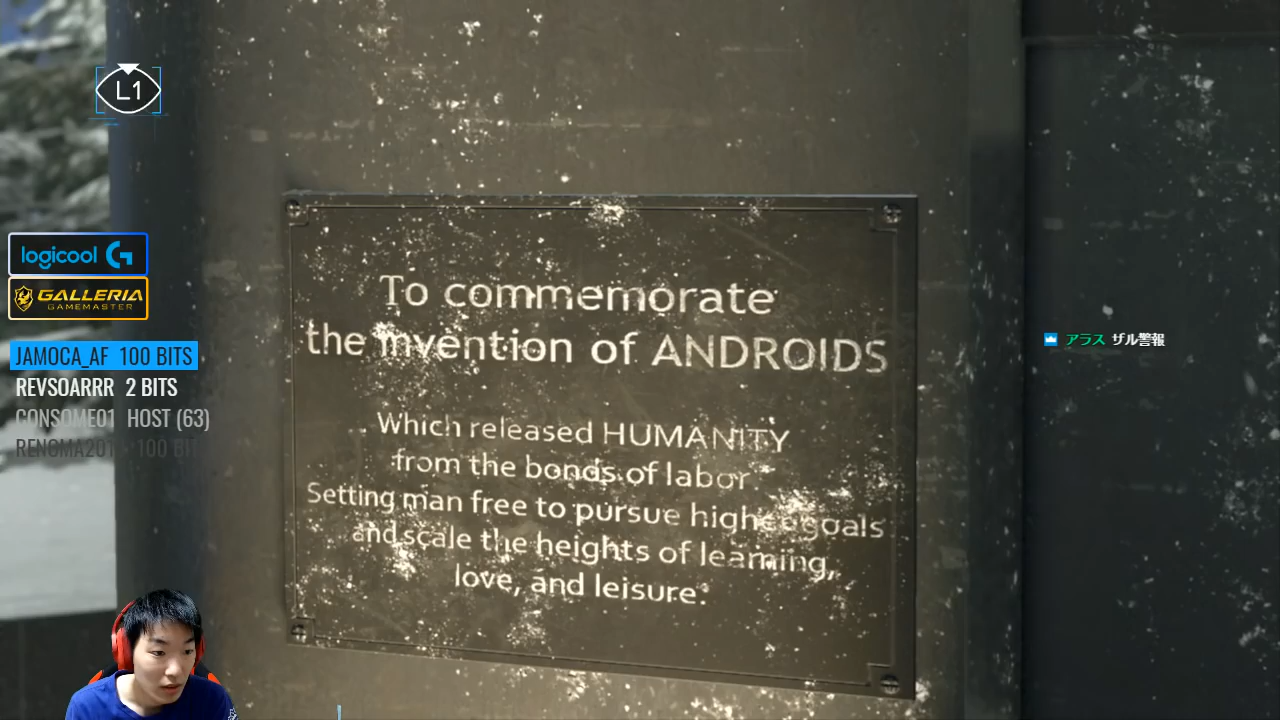 L1
logicool G
GALLERIA
GAMEMASTER
JAMOCA_AF 100 BITS
REVSOARRR 2 BITS
CONSOME01 HOST (63)
To commemorate
the invention of ANDROIDS
Which released HUMANITY
from the bonds of labor
Setting man free to pursue higher goals
and scale the heights of learning,
love, and leisure.
アラス ザル警報